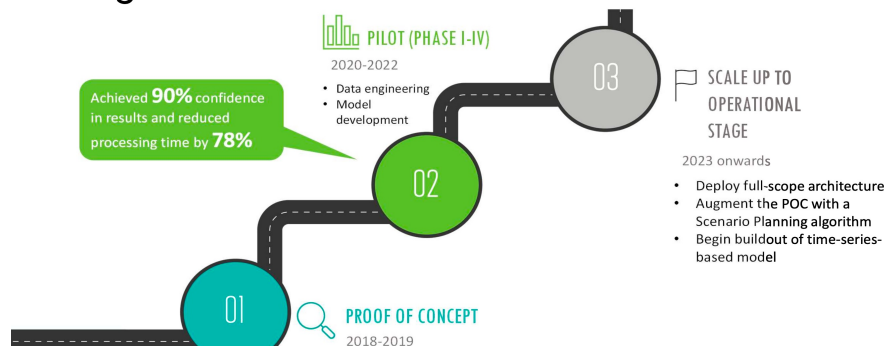 PILOT (PHASE I-IV)
2020-2022
• Data engineering
• Model
development
Achieved 90% confidence
in results and reduced
processing time by 78%
03
SCALE UP TO
OPERATIONAL
STAGE
2023 onwards
• Deploy full-scope architecture
• Augment the POC with a
Scenario Planning algorithm
• Begin buildout of time-series-
based model
02
01
PROOF OF CONCEPT
2018-2019